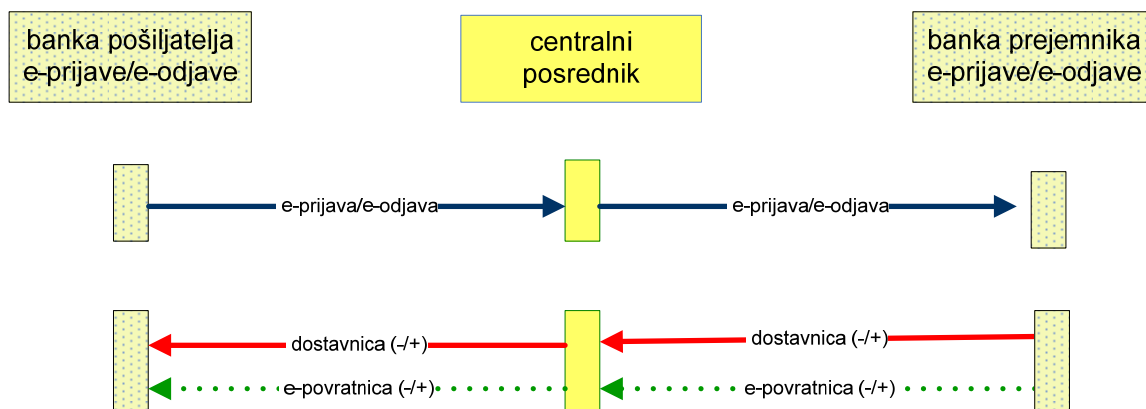 banka pošiljatelja
e-prijave/e-odjave
centralni
posrednik
banka prejemnika
e-prijave/e-odjave
e-prijava/e-odjava
e-prijava/e-odjava
dostavnica (-/+)
dostavnica (-/+)
e-povratnica (-/+)
e-povratnica (-/+)